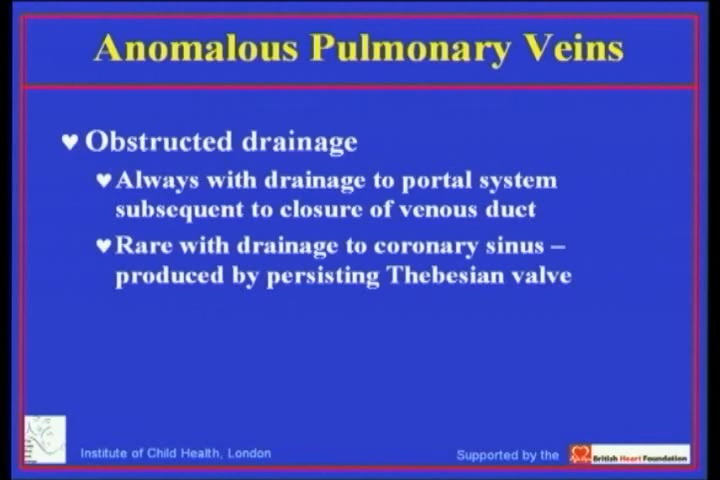 Anomalous Pulmonary Veins
Obstructed drainage
Always with drainage to portal system
subsequent to closure of venous duct
Rare with drainage to coronary sinus –
produced by persisting Thebesian valve
Institute of Child Health, London
Supported by the
British Heart Foundation